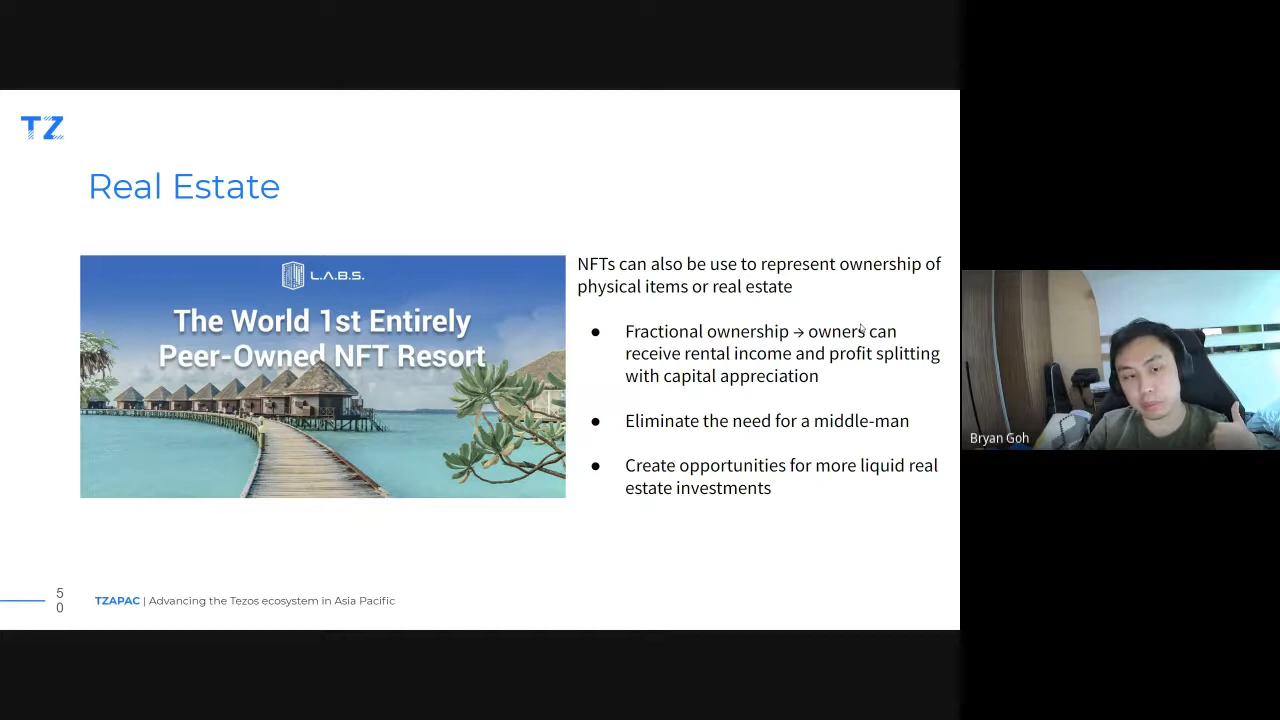 TZ
Real Estate
L.A.B.S.
The World 1st Entirely
Peer-Owned NFT Resort
NFTs can also be use to represent ownership of
physical items or real estate
● Fractional ownership → owners can
receive rental income and profit splitting
with capital appreciation
● Eliminate the need for a middle-man
● Create opportunities for more liquid real
estate investments
Bryan Goh
5
0
TZAPAC | Advancing the Tezos ecosystem in Asia Pacific